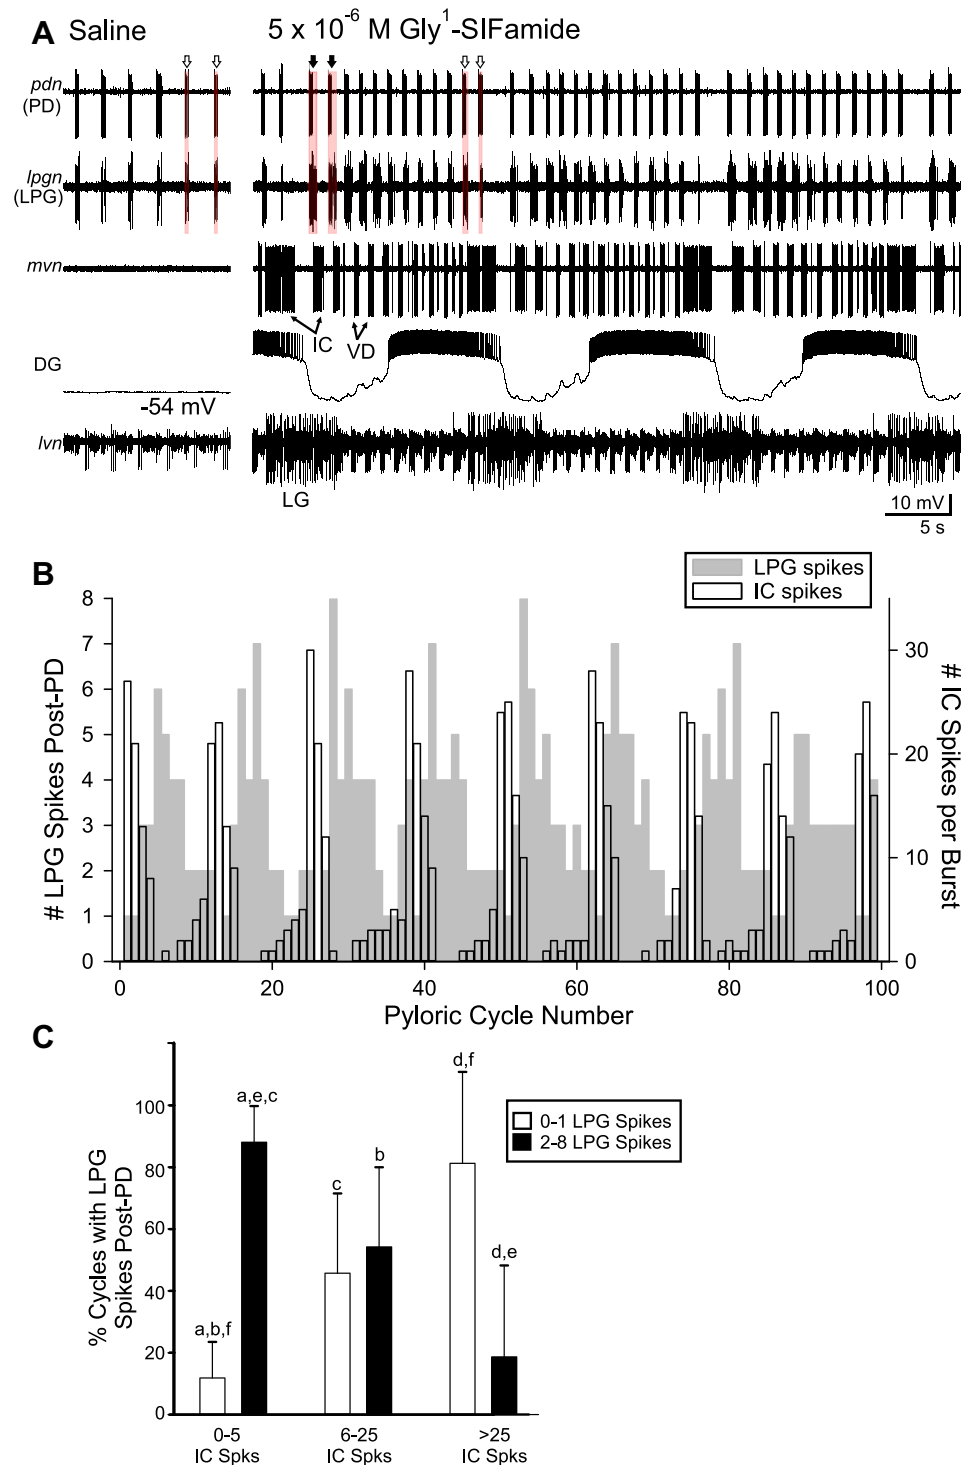 A Saline 5 x 10⁻⁶ M Gly¹-SIFamide
pdn
(PD)
lpgn
(LPG)
mvn
IC VD
DG
-54 mV
lvn
LG
10 mV
5 s
B
LPG spikes
IC spikes
# LPG Spikes Post-PD
8
7
6
5
4
3
2
1
0
# IC Spikes per Burst
30
20
10
0
0 20 40 60 80 100
Pyloric Cycle Number
C
% Cycles with LPG
Spikes Post-PD
100
80
60
40
20
0
a,b,f
a,e,c
c
b
d,f
d,e
0-1 LPG Spikes
2-8 LPG Spikes
0-5 6-25 >25
IC Spks IC Spks IC Spks